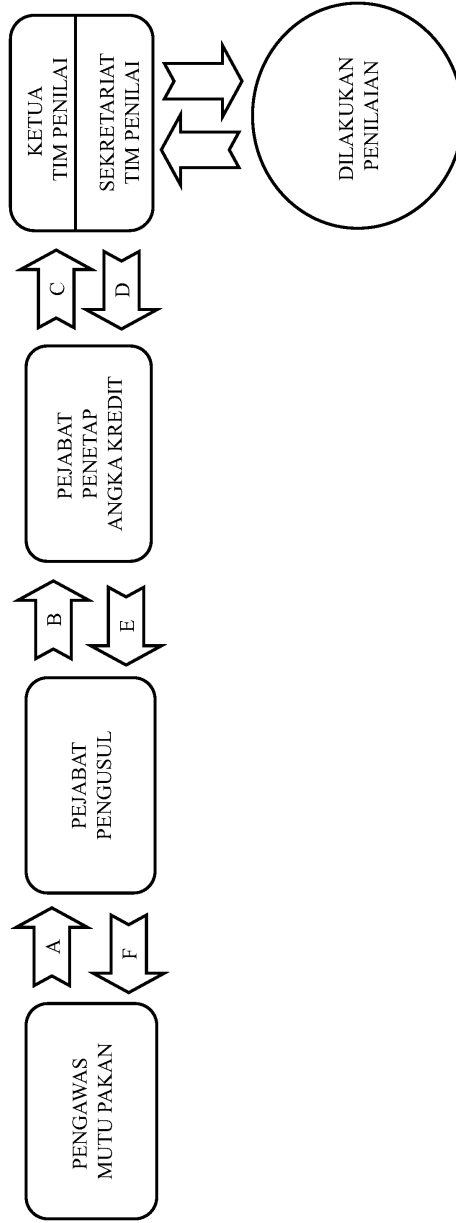 PENGAWAS
MUTU PAKAN
A
F
PEJABAT
PENGUSUL
B
E
PEJABAT
PENETAP
ANGKA KREDIT
C
D
KETUA
TIM PENILAI
SEKRETARIAT
TIM PENILAI
DILAKUKAN
PENILAIAN